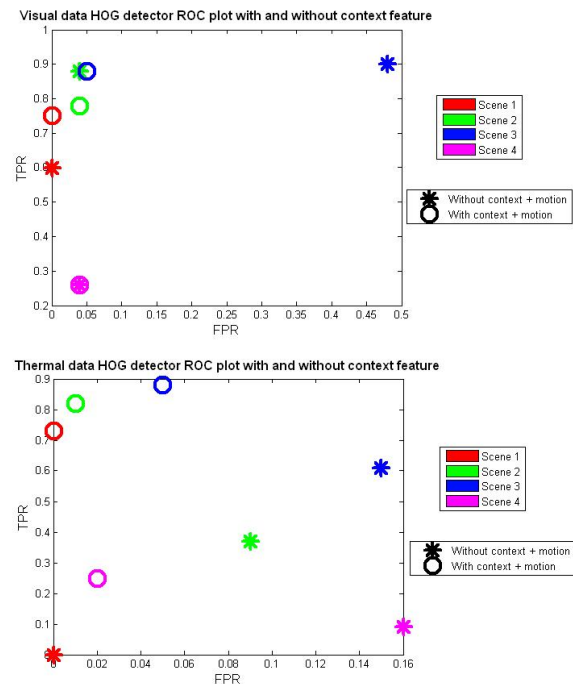 Visual data HOG detector ROC plot with and without context feature
1
0.9
0.8
0.7
0.6
0.5
0.4
0.3
0.2
TPR
0 0.05 0.1 0.15 0.2 0.25 0.3 0.35 0.4 0.45 0.5
FPR
Scene 1
Scene 2
Scene 3
Scene 4
Without context + motion
With context + motion
Thermal data HOG detector ROC plot with and without context feature
0.9
0.8
0.7
0.6
0.5
0.4
0.3
0.2
0.1
0
TPR
0 0.02 0.04 0.06 0.08 0.1 0.12 0.14 0.16
FPR
Scene 1
Scene 2
Scene 3
Scene 4
Without context + motion
With context + motion